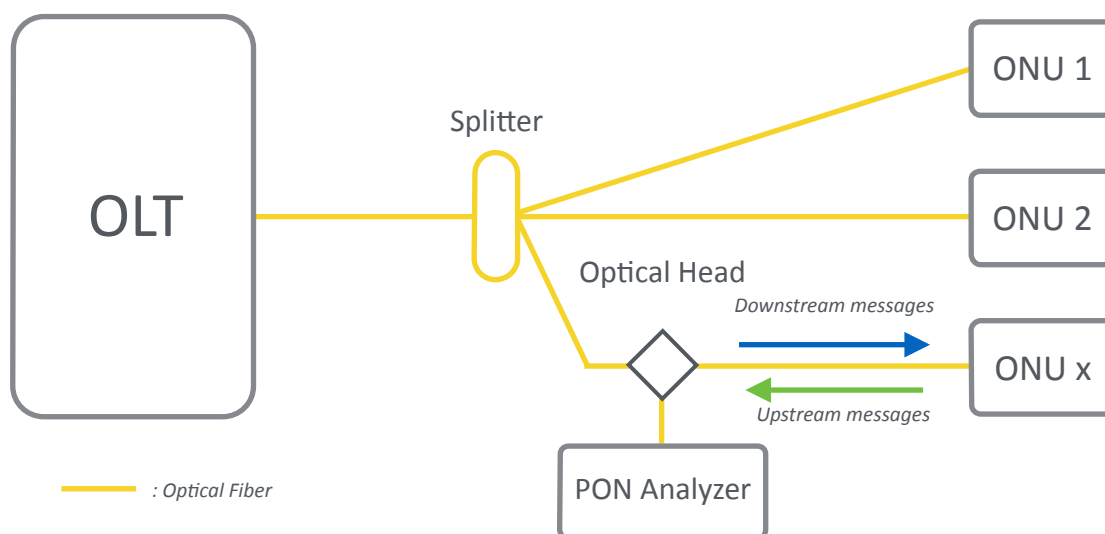 ONU 1
Splitter
OLT
ONU 2
Optical Head
Downstream messages
ONU x
Upstream messages
PON Analyzer
: Optical Fiber